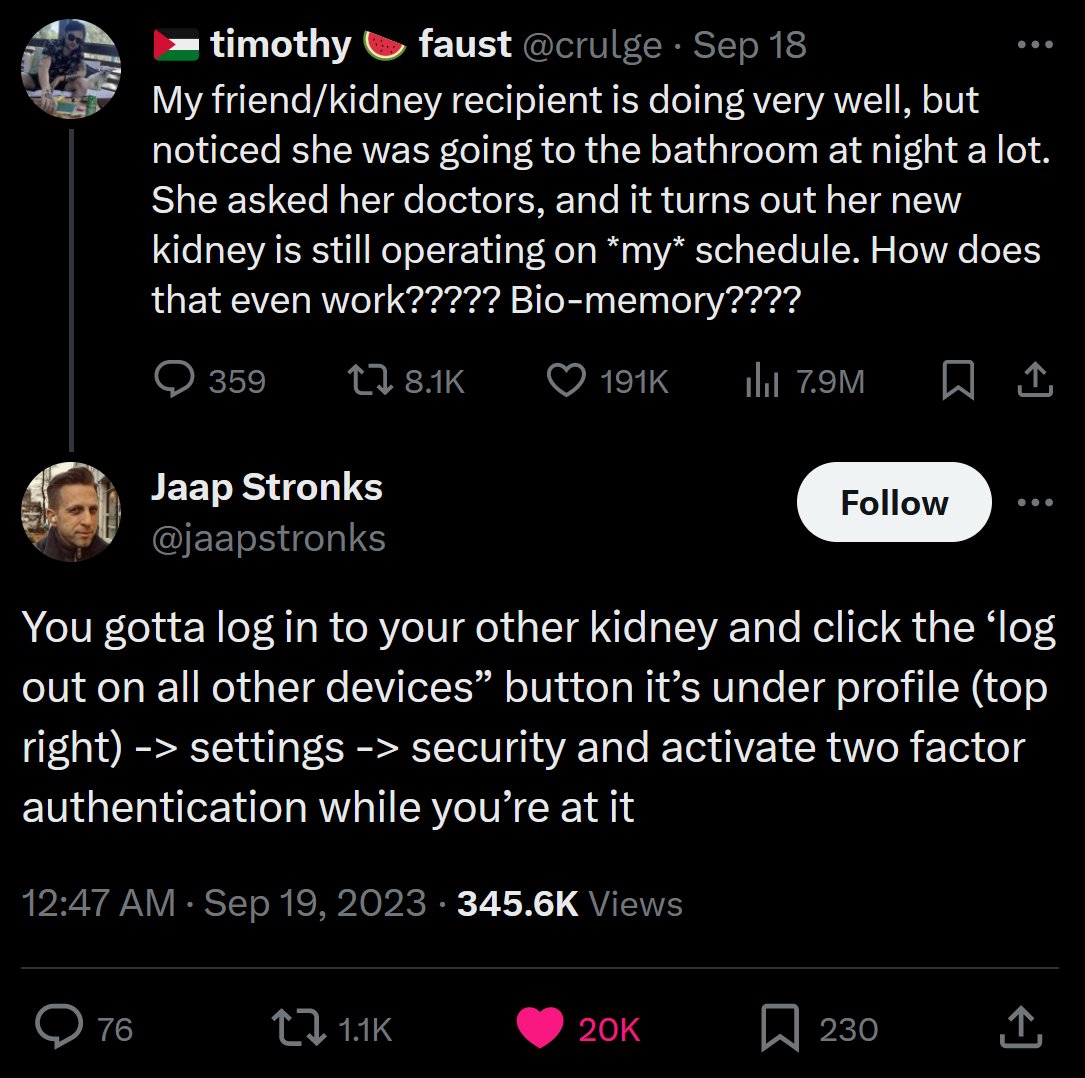 🇵🇸 timothy 🍉 faust @crulge · Sep 18
My friend/kidney recipient is doing very well, but
noticed she was going to the bathroom at night a lot.
She asked her doctors, and it turns out her new
kidney is still operating on *my* schedule. How does
that even work????? Bio-memory????
359 8.1K 191K 7.9M
Jaap Stronks
@jaapstronks
Follow
You gotta log in to your other kidney and click the ‘log
out on all other devices” button it’s under profile (top
right) -> settings -> security and activate two factor
authentication while you’re at it
12:47 AM · Sep 19, 2023 · 345.6K Views
76 1.1K 20K 230